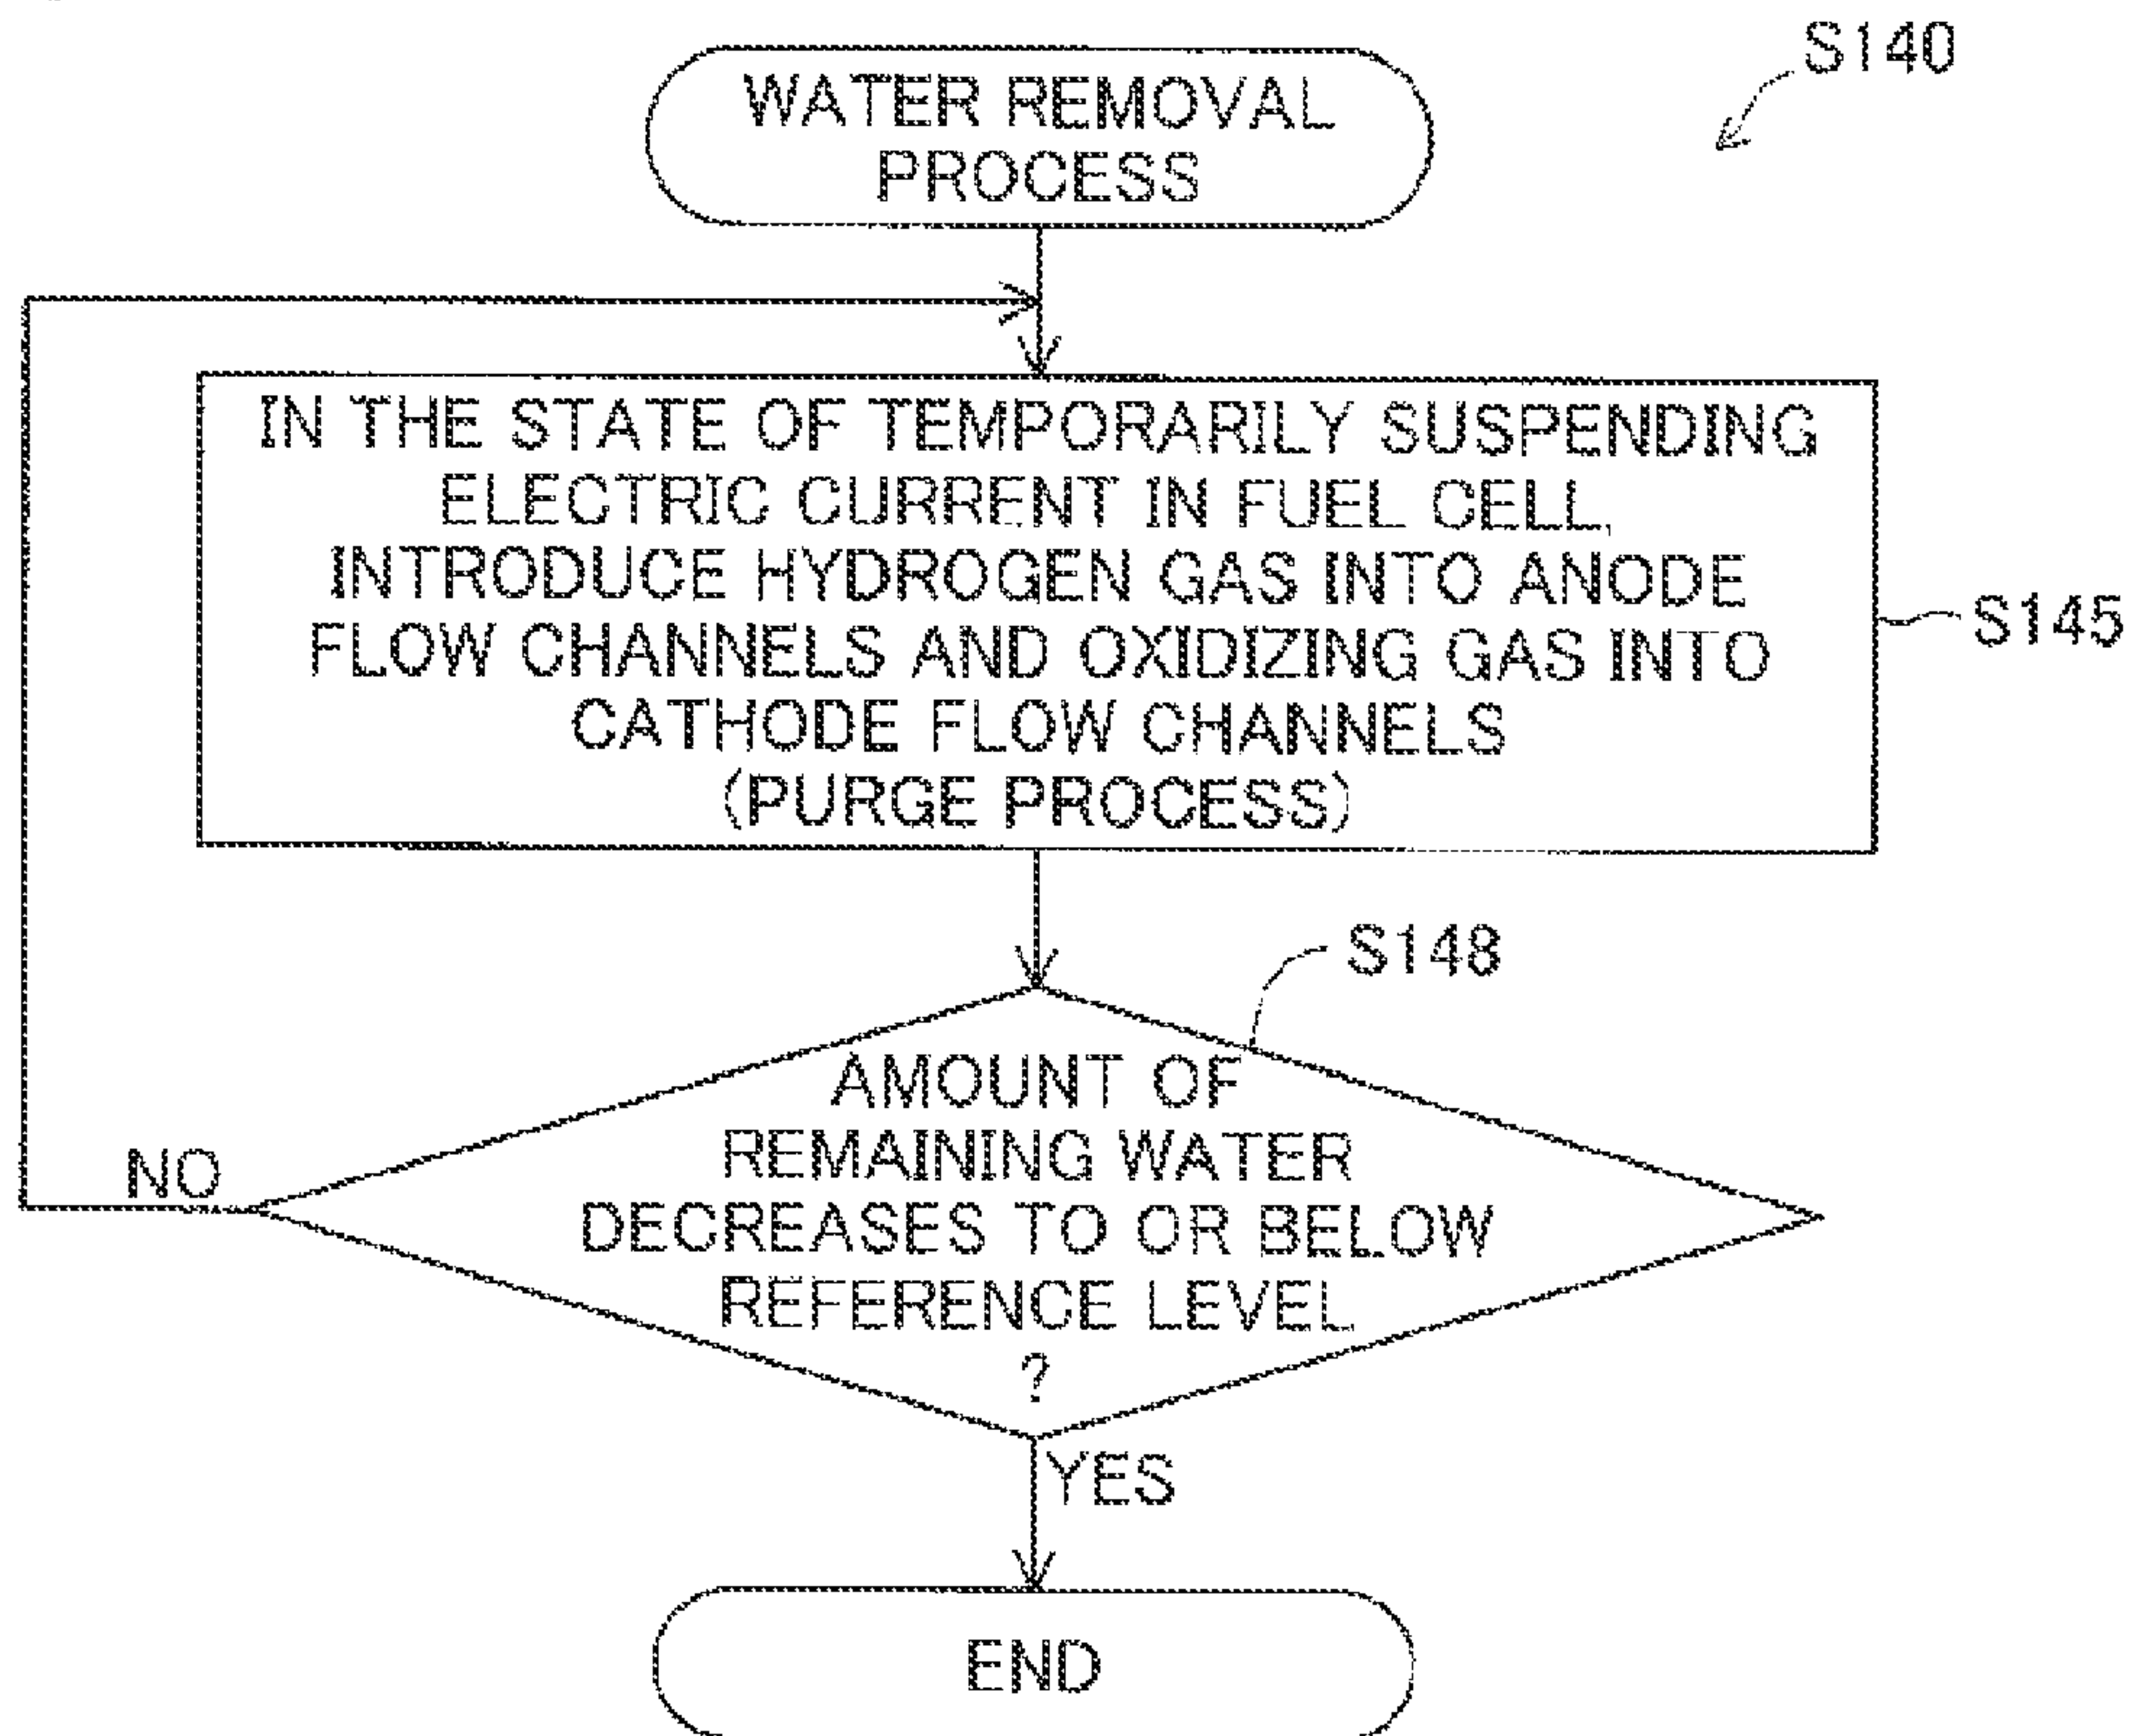 S140
WATER REMOVAL
PROCESS
IN THE STATE OF TEMPORARILY SUSPENDING
ELECTRIC CURRENT IN FUEL CELL,
INTRODUCE HYDROGEN GAS INTO ANODE
FLOW CHANNELS AND OXIDIZING GAS INTO
CATHODE FLOW CHANNELS
(PURGE PROCESS)
S145
S148
AMOUNT OF
REMAINING WATER
DECREASES TO OR BELOW
REFERENCE LEVEL
?
NO
YES
END